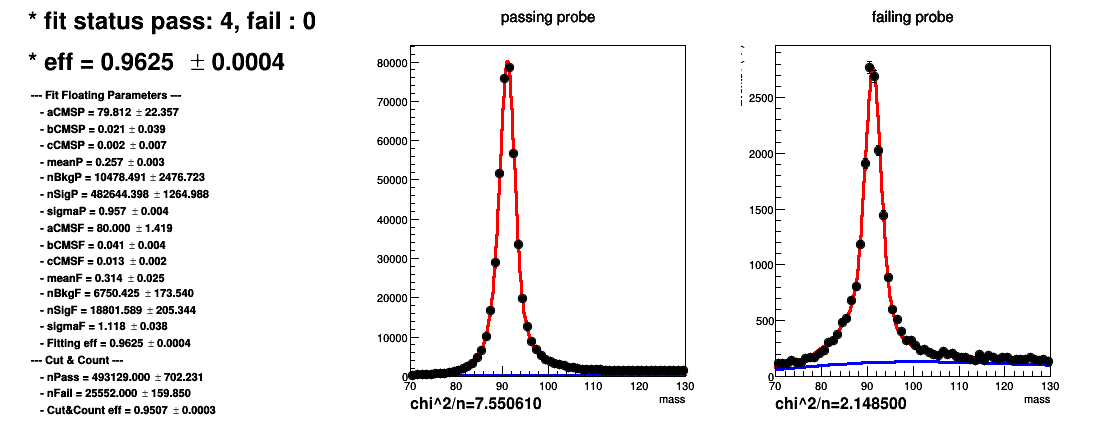 * fit status pass: 4, fail : 0
* eff = 0.9625 ± 0.0004
--- Fit Floating Parameters ---
- aCMSP = 79.812 ± 22.357
- bCMSP = 0.021 ± 0.039
- cCMSP = 0.002 ± 0.007
- meanP = 0.257 ± 0.003
- nBkgP = 10478.491 ± 2476.723
- nSigP = 482644.398 ± 1264.988
- sigmaP = 0.957 ± 0.004
- aCMSF = 80.000 ± 1.419
- bCMSF = 0.041 ± 0.004
- cCMSF = 0.013 ± 0.002
- meanF = 0.314 ± 0.025
- nBkgF = 6750.425 ± 173.540
- nSigF = 18801.589 ± 205.344
- sigmaF = 1.118 ± 0.038
- Fitting eff = 0.9625 ± 0.0004
--- Cut & Count ---
- nPass = 493129.000 ± 702.231
- nFail = 25552.000 ± 159.850
- Cut&Count eff = 0.9507 ± 0.0003
passing probe
80000
70000
60000
50000
40000
30000
20000
10000
0
70 80 90 100 110 120 130
mass
chi^2/n=7.550610
failing probe
2500
2000
1500
1000
500
0
70 80 90 100 110 120 130
mass
chi^2/n=2.148500